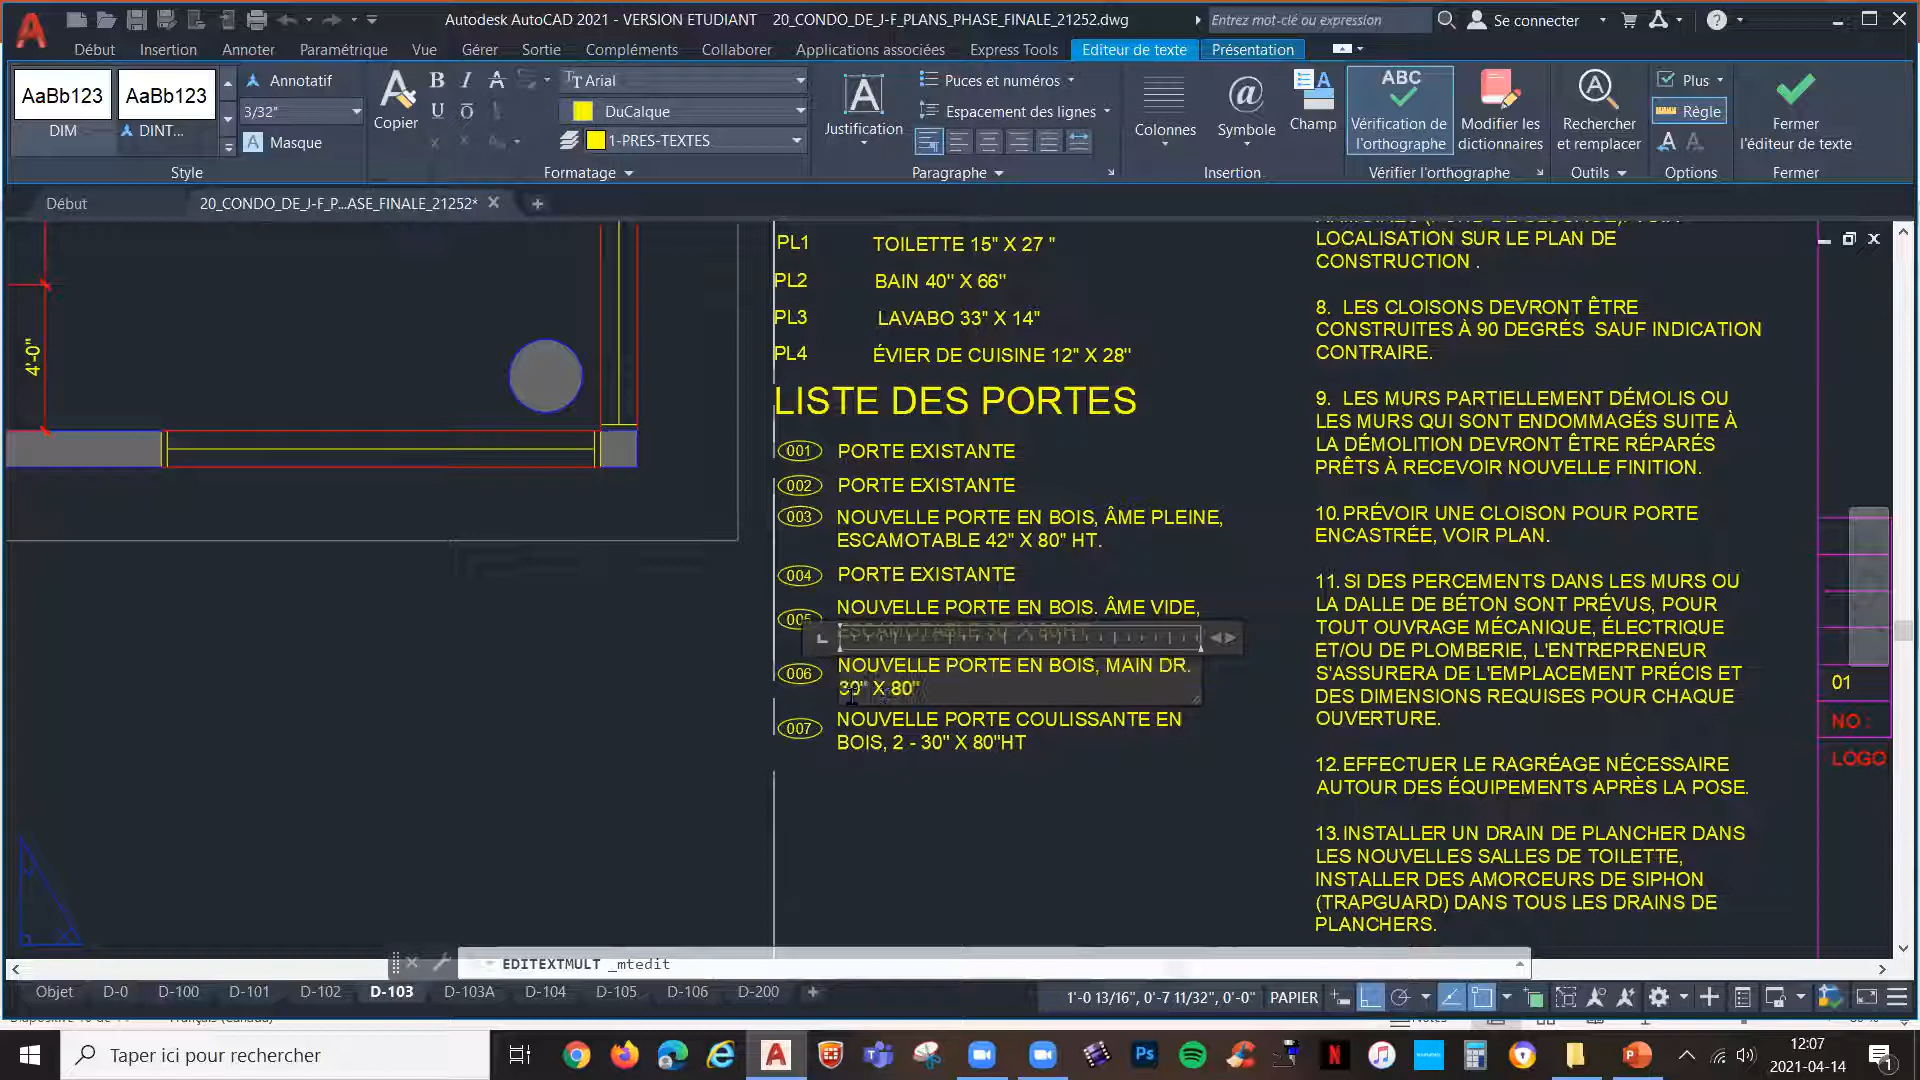 Autodesk AutoCAD 2021 - VERSION ETUDIANT 20_CONDO_DE_J-F_PLANS_PHASE_FINALE_21252.dwg
Entrez mot-clé ou expression
Se connecter
Début Insertion Annoter Paramétrique Vue Gérer Sortie Compléments Collaborer Applications associées Express Tools Editeur de texte Présentation
AaBb123
DIM
AaBb123
DINT...
Annotatif
3/32"
Masque
Style
Copier
Arial
DuCalque
1-PRES-TEXTES
Formatage
Justification
Puces et numéros
Espacement des lignes
Paragraphe
Colonnes
Symbole
Champ
Insertion
ABC
Vérification de
l'orthographe
Modifier les
dictionnaires
Vérifier l'orthographe
Rechercher
et remplacer
Outils
Plus
Règle
Options
Fermer
l'éditeur de texte
Fermer
Début
20_CONDO_DE_J-F_P...ASE_FINALE_21252*
4'-0"
PL1 TOILETTE 15" X 27 "
PL2 BAIN 40" X 66"
PL3 LAVABO 33" X 14"
PL4 ÉVIER DE CUISINE 12" X 28"
LISTE DES PORTES
001 PORTE EXISTANTE
002 PORTE EXISTANTE
003 NOUVELLE PORTE EN BOIS, ÂME PLEINE,
ESCAMOTABLE 42" X 80" HT.
004 PORTE EXISTANTE
005 NOUVELLE PORTE EN BOIS. ÂME VIDE,
006 NOUVELLE PORTE EN BOIS, MAIN DR.
30" X 80"
007 NOUVELLE PORTE COULISSANTE EN
BOIS, 2 - 30" X 80"HT
LOCALISATION SUR LE PLAN DE
CONSTRUCTION .
8. LES CLOISONS DEVRONT ÊTRE
CONSTRUITES À 90 DEGRÉS SAUF INDICATION
CONTRAIRE.
9. LES MURS PARTIELLEMENT DÉMOLIS OU
LES MURS QUI SONT ENDOMMAGÉS SUITE À
LA DÉMOLITION DEVRONT ÊTRE RÉPARÉS
PRÊTS À RECEVOIR NOUVELLE FINITION.
10. PRÉVOIR UNE CLOISON POUR PORTE
ENCASTRÉE, VOIR PLAN.
11. SI DES PERCEMENTS DANS LES MURS OU
LA DALLE DE BÉTON SONT PRÉVUS, POUR
TOUT OUVRAGE MÉCANIQUE, ÉLECTRIQUE
ET/OU DE PLOMBERIE, L'ENTREPRENEUR
S'ASSURERA DE L'EMPLACEMENT PRÉCIS ET
DES DIMENSIONS REQUISES POUR CHAQUE
OUVERTURE.
12. EFFECTUER LE RAGRÉAGE NÉCESSAIRE
AUTOUR DES ÉQUIPEMENTS APRÈS LA POSE.
13. INSTALLER UN DRAIN DE PLANCHER DANS
LES NOUVELLES SALLES DE TOILETTE,
INSTALLER DES AMORCEURS DE SIPHON
(TRAPGUARD) DANS TOUS LES DRAINS DE
PLANCHERS.
01
NO :
LOGO
EDITEXTMULT _mtedit
Objet D-0 D-100 D-101 D-102 D-103 D-103A D-104 D-105 D-106 D-200
1'-0 13/16", 0'-7 11/32", 0'-0" PAPIER
Taper ici pour rechercher
12:07
2021-04-14